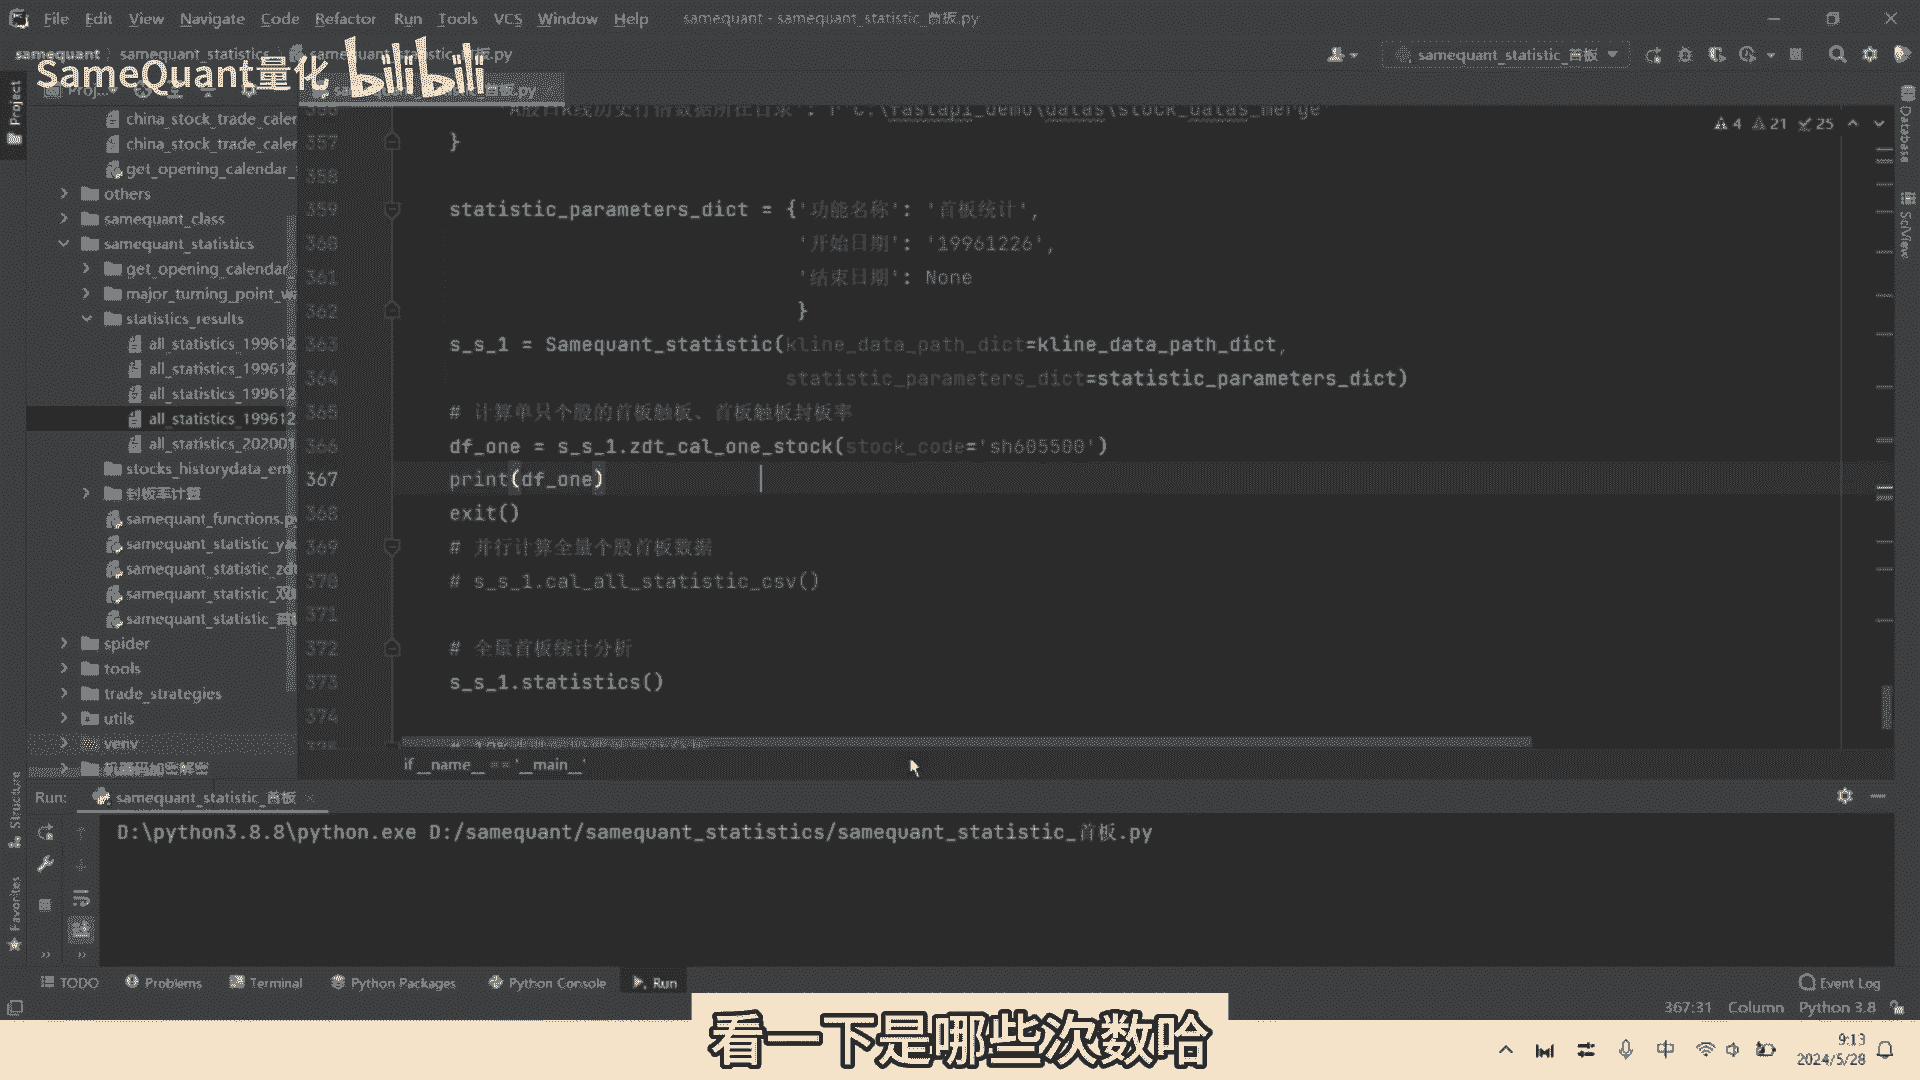 File Edit View Navigate Code Refactor Run Tools VCS Window Help samequant - samequant_statistic_首板.py
samequant samequant_statistics samequant_statistic_首板.py samequant_statistic_首板
SameQuant量化 bilibili
Project
Database
SciView
china_stock_trade_caler
china_stock_trade_caler
get_opening_calendar_
others
samequant_class
samequant_statistics
get_opening_calendar_
major_turning_point_w
statistics_results
all_statistics_199612
all_statistics_199612
all_statistics_199612
all_statistics_199612
all_statistics_202001
stocks_historydata_em
封板率计算
samequant_functions.p
samequant_statistic_ya
samequant_statistic_zdt
samequant_statistic_双
samequant_statistic_首
spider
tools
trade_strategies
utils
venv
4 21 25
357 }
358
359 statistic_parameters_dict = {'功能名称': '首板统计',
360 '开始日期': '19961226',
361 '结束日期': None
362 }
363 s_s_1 = Samequant_statistic(kline_data_path_dict=kline_data_path_dict,
364 statistic_parameters_dict=statistic_parameters_dict)
365 # 计算单只个股的首板触板、首板触板封板率
366 df_one = s_s_1.zdt_cal_one_stock(stock_code='sh605500')
367 print(df_one)
368 exit()
369 # 并行计算全量个股首板数据
370 # s_s_1.cal_all_statistic_csv()
371
372 # 全量首板统计分析
373 s_s_1.statistics()
374
if __name__ == '__main__'
Structure
Favorites
Run: samequant_statistic_首板
D:\python3.8.8\python.exe D:/samequant/samequant_statistics/samequant_statistic_首板.py
TODO Problems Terminal Python Packages Python Console Run Event Log
367:31 Column Python 3.8
看一下是哪些次数哈
中 9:13
2024/5/28